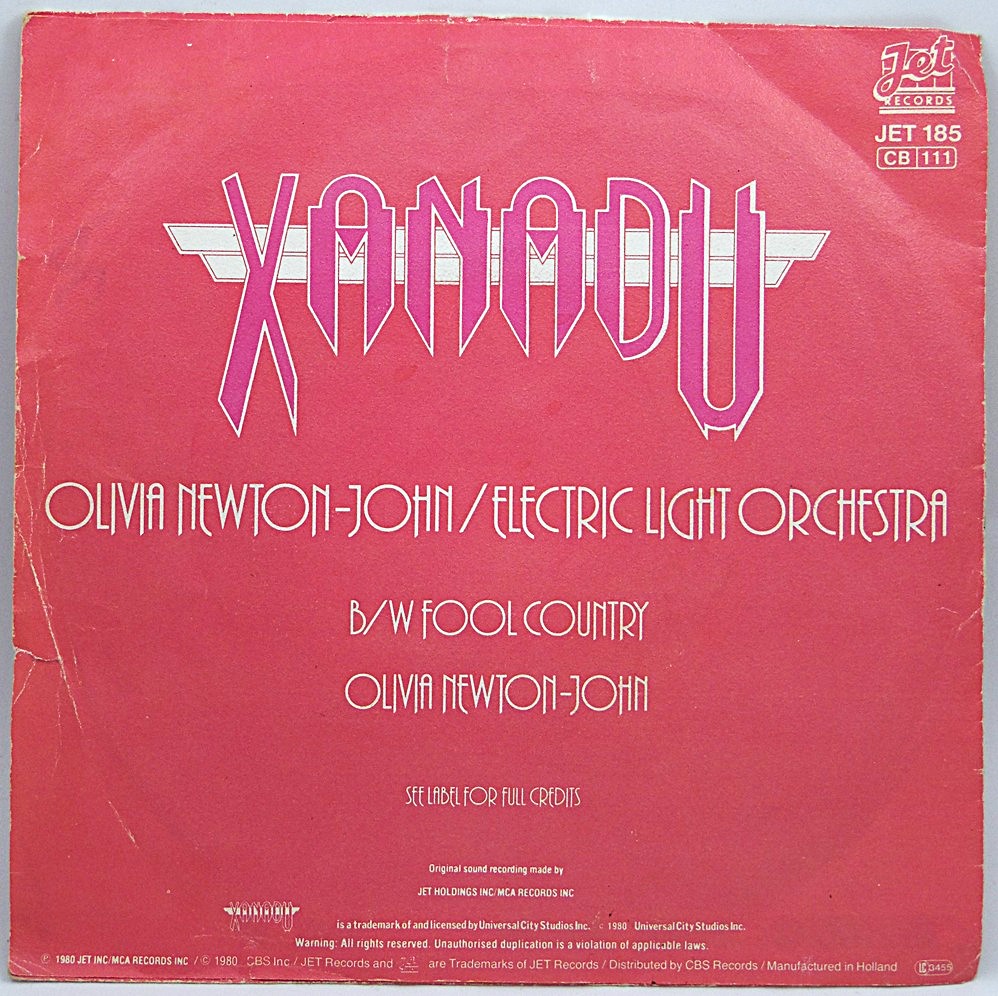 Jet
RECORDS
JET 185
CB 111
XANADU
OLIVIA NEWTON-JOHN / ELECTRIC LIGHT ORCHESTRA
B/W FOOL COUNTRY
OLIVIA NEWTON-JOHN
SEE LABEL FOR FULL CREDITS
Original sound recording made by
JET HOLDINGS INC/MCA RECORDS INC
XANADU is a trademark of and licensed by Universal City Studios Inc. © 1980 Universal City Studios Inc.
Warning: All rights reserved. Unauthorised duplication is a violation of applicable laws.
℗ 1980 JET INC/MCA RECORDS INC / © 1980 CBS Inc / JET Records and Jet are Trademarks of JET Records / Distributed by CBS Records / Manufactured in Holland LC 3455